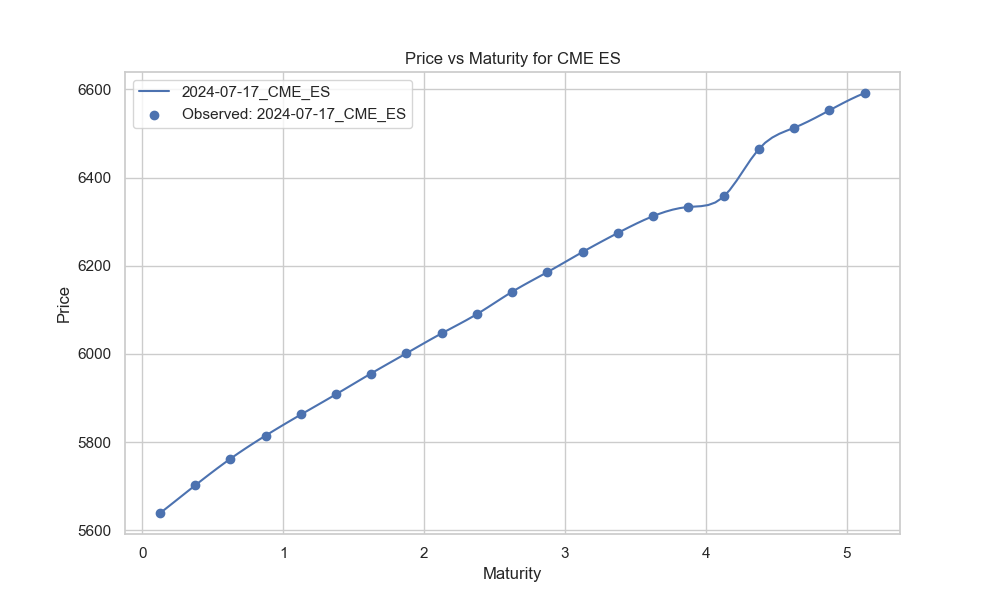 Price vs Maturity for CME ES
2024-07-17_CME_ES
Observed: 2024-07-17_CME_ES
Price
6600
6400
6200
6000
5800
5600
0 1 2 3 4 5
Maturity